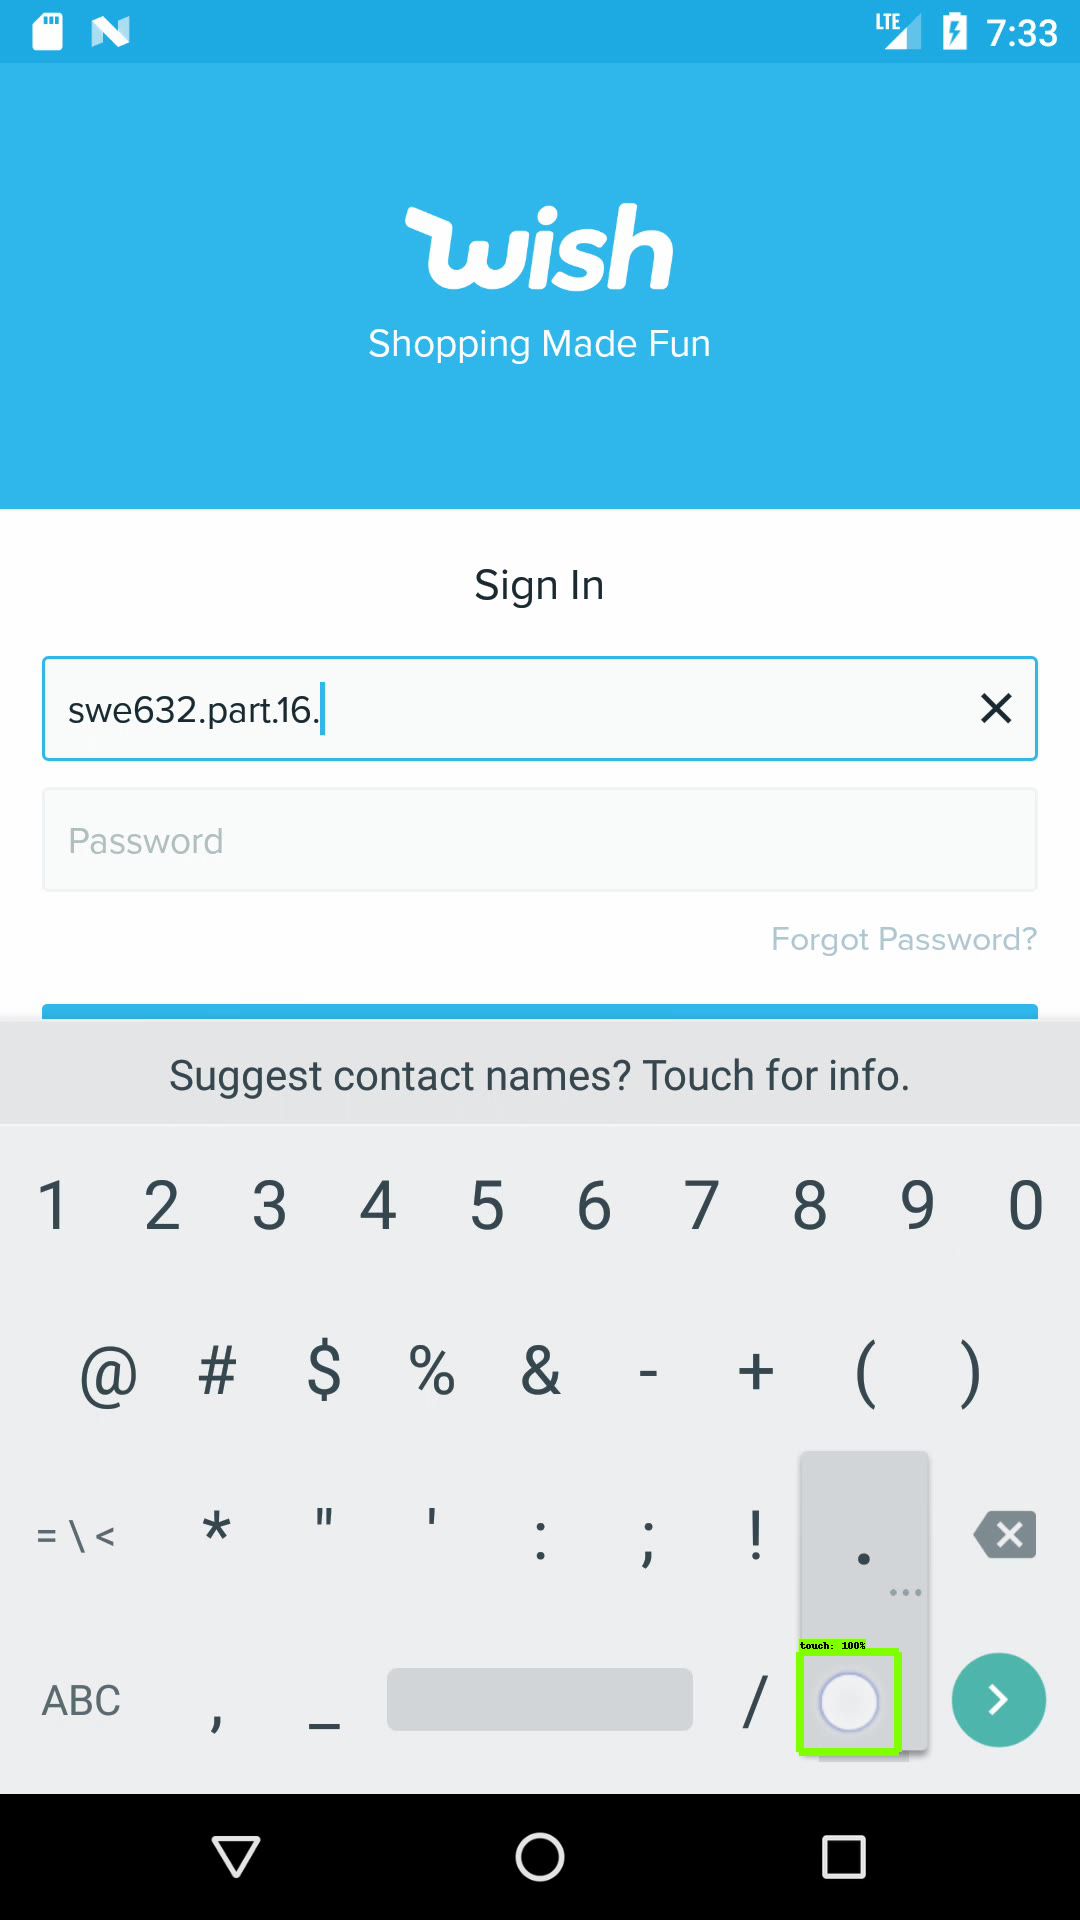 LTE 7:33
wish
Shopping Made Fun
Sign In
swe632.part.16.
Password
Forgot Password?
Suggest contact names? Touch for info.
1 2 3 4 5 6 7 8 9 0
@ # $ % & - + ( )
= \ < * " ' : ; ! . ...
touch: 100%
ABC , _ /